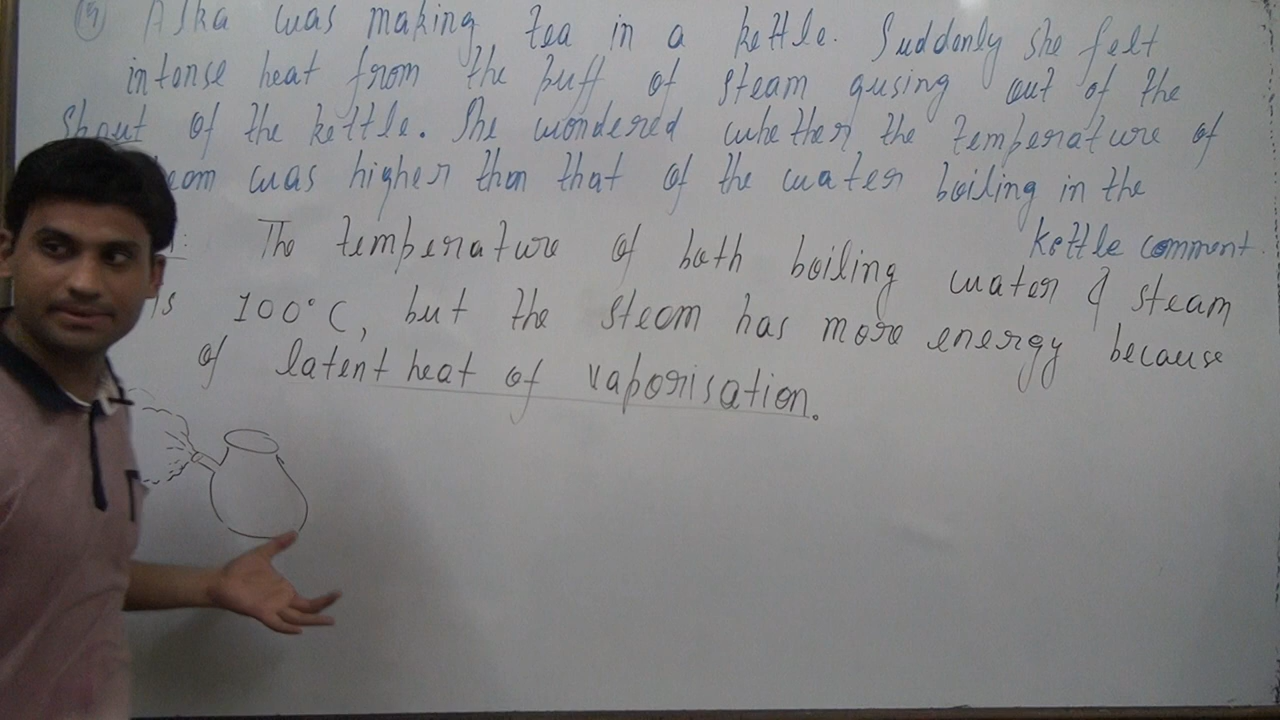 Alka was making tea in a kettle. Suddenly she felt
intense heat from the puff of steam gusing out of the
Spout of the kettle. She wondered whether the temperature of
eam was higher than that of the water boiling in the
kettle comment.
: The temperature of both boiling water & steam
is 100°C, but the steam has more energy because
of latent heat of vaporisation.